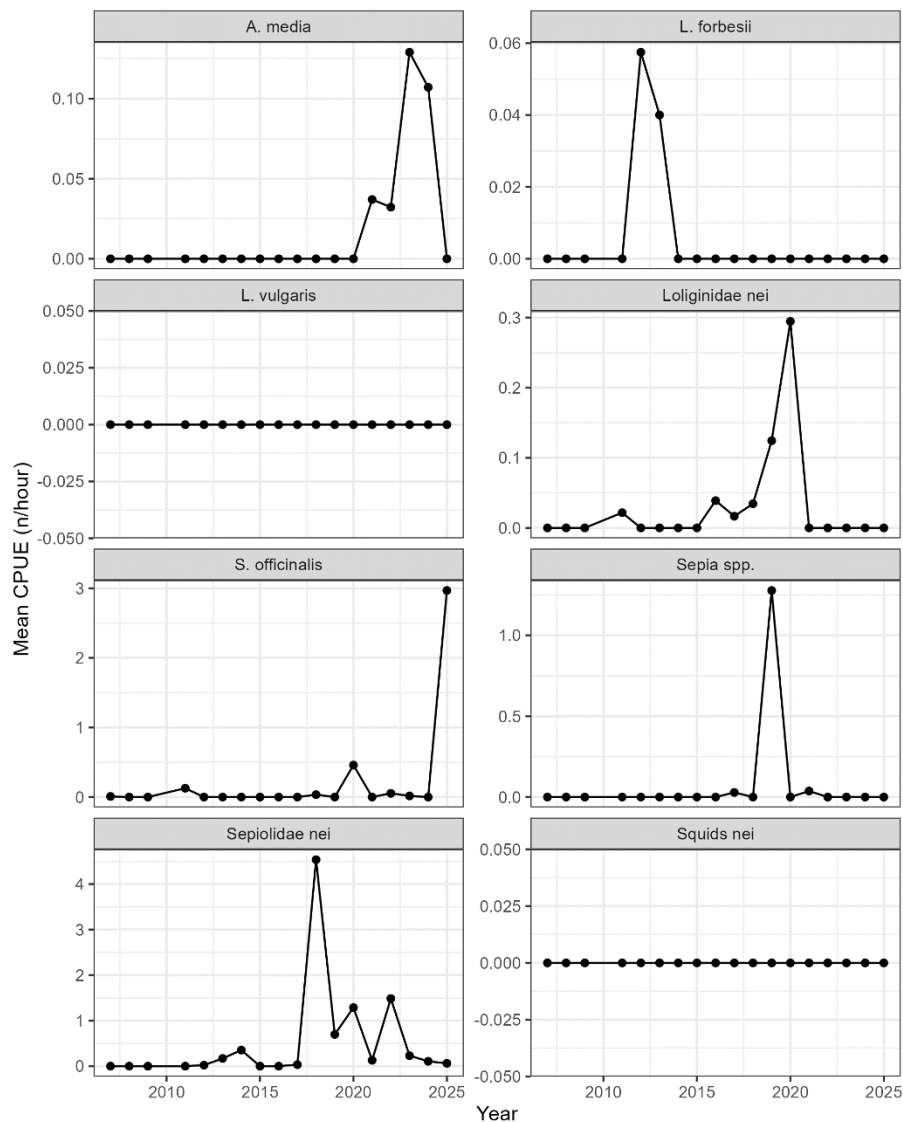 A. media
L. forbesii
0.10
0.05
0.00
0.06
0.04
0.02
0.00
L. vulgaris
Loliginidae nei
0.050
0.025
0.000
-0.025
-0.050
0.3
0.2
0.1
0.0
S. officinalis
Sepia spp.
3
2
1
0
1.0
0.5
0.0
Sepiolidae nei
Squids nei
4
3
2
1
0
0.050
0.025
0.000
-0.025
-0.050
2010 2015 2020 2025
2010 2015 2020 2025
Mean CPUE (n/hour)
Year